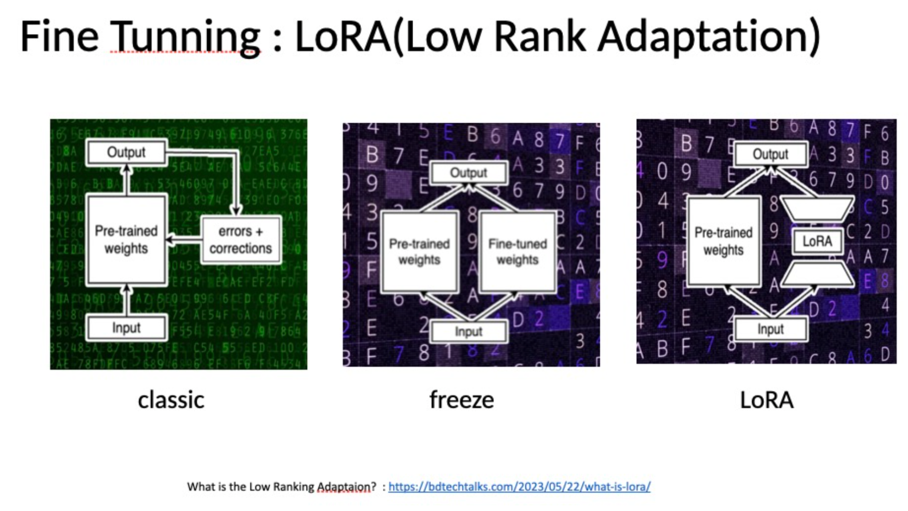 Fine Tunning : LoRA(Low Rank Adaptation)
Output
Pre-trained
weights
errors +
corrections
Input
Output
Pre-trained
weights
Fine-tuned
weights
Input
Output
Pre-trained
weights
LoRA
Input
classic
freeze
LoRA
What is the Low Ranking Adaptaion? : https://bdtechtalks.com/2023/05/22/what-is-lora/